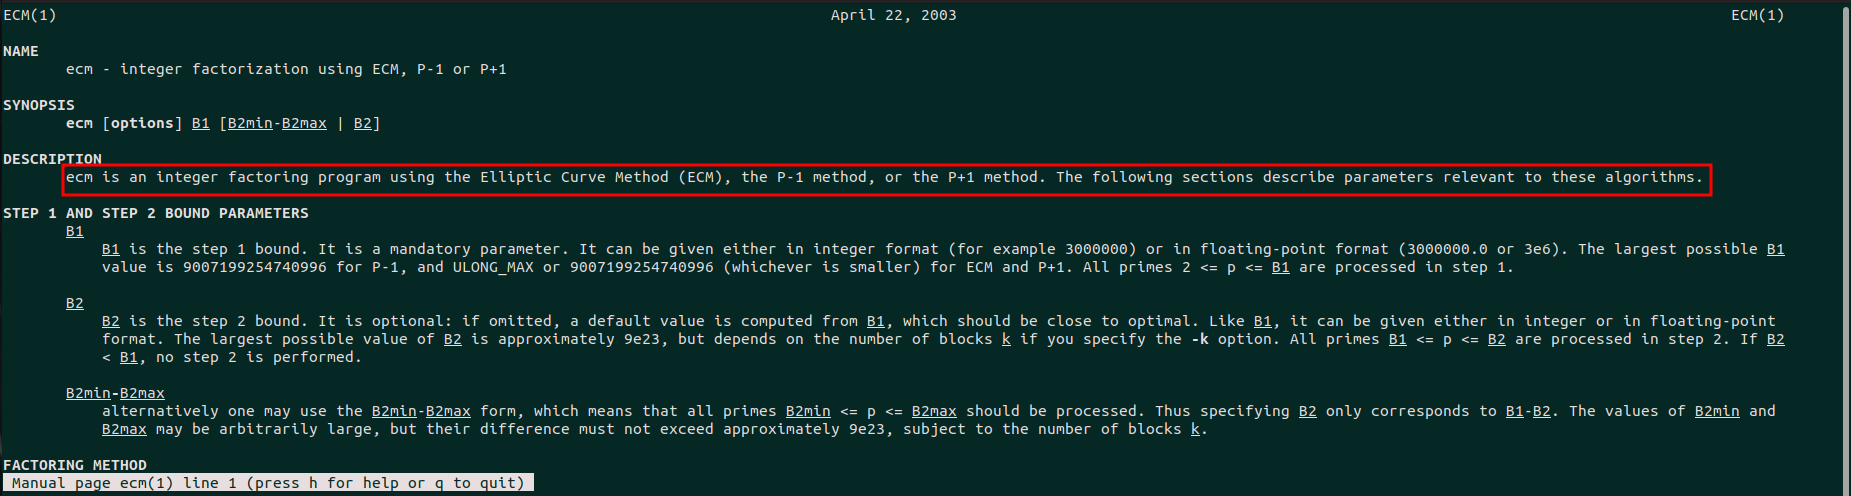 ECM(1) April 22, 2003 ECM(1)
NAME
ecm - integer factorization using ECM, P-1 or P+1
SYNOPSIS
ecm [options] B1 [B2min-B2max | B2]
DESCRIPTION
ecm is an integer factoring program using the Elliptic Curve Method (ECM), the P-1 method, or the P+1 method. The following sections describe parameters relevant to these algorithms.
STEP 1 AND STEP 2 BOUND PARAMETERS
B1
B1 is the step 1 bound. It is a mandatory parameter. It can be given either in integer format (for example 3000000) or in floating-point format (3000000.0 or 3e6). The largest possible B1
value is 9007199254740996 for P-1, and ULONG_MAX or 9007199254740996 (whichever is smaller) for ECM and P+1. All primes 2 <= p <= B1 are processed in step 1.
B2
B2 is the step 2 bound. It is optional: if omitted, a default value is computed from B1, which should be close to optimal. Like B1, it can be given either in integer or in floating-point
format. The largest possible value of B2 is approximately 9e23, but depends on the number of blocks k if you specify the -k option. All primes B1 <= p <= B2 are processed in step 2. If B2
< B1, no step 2 is performed.
B2min-B2max
alternatively one may use the B2min-B2max form, which means that all primes B2min <= p <= B2max should be processed. Thus specifying B2 only corresponds to B1-B2. The values of B2min and
B2max may be arbitrarily large, but their difference must not exceed approximately 9e23, subject to the number of blocks k.
FACTORING METHOD
Manual page ecm(1) line 1 (press h for help or q to quit)